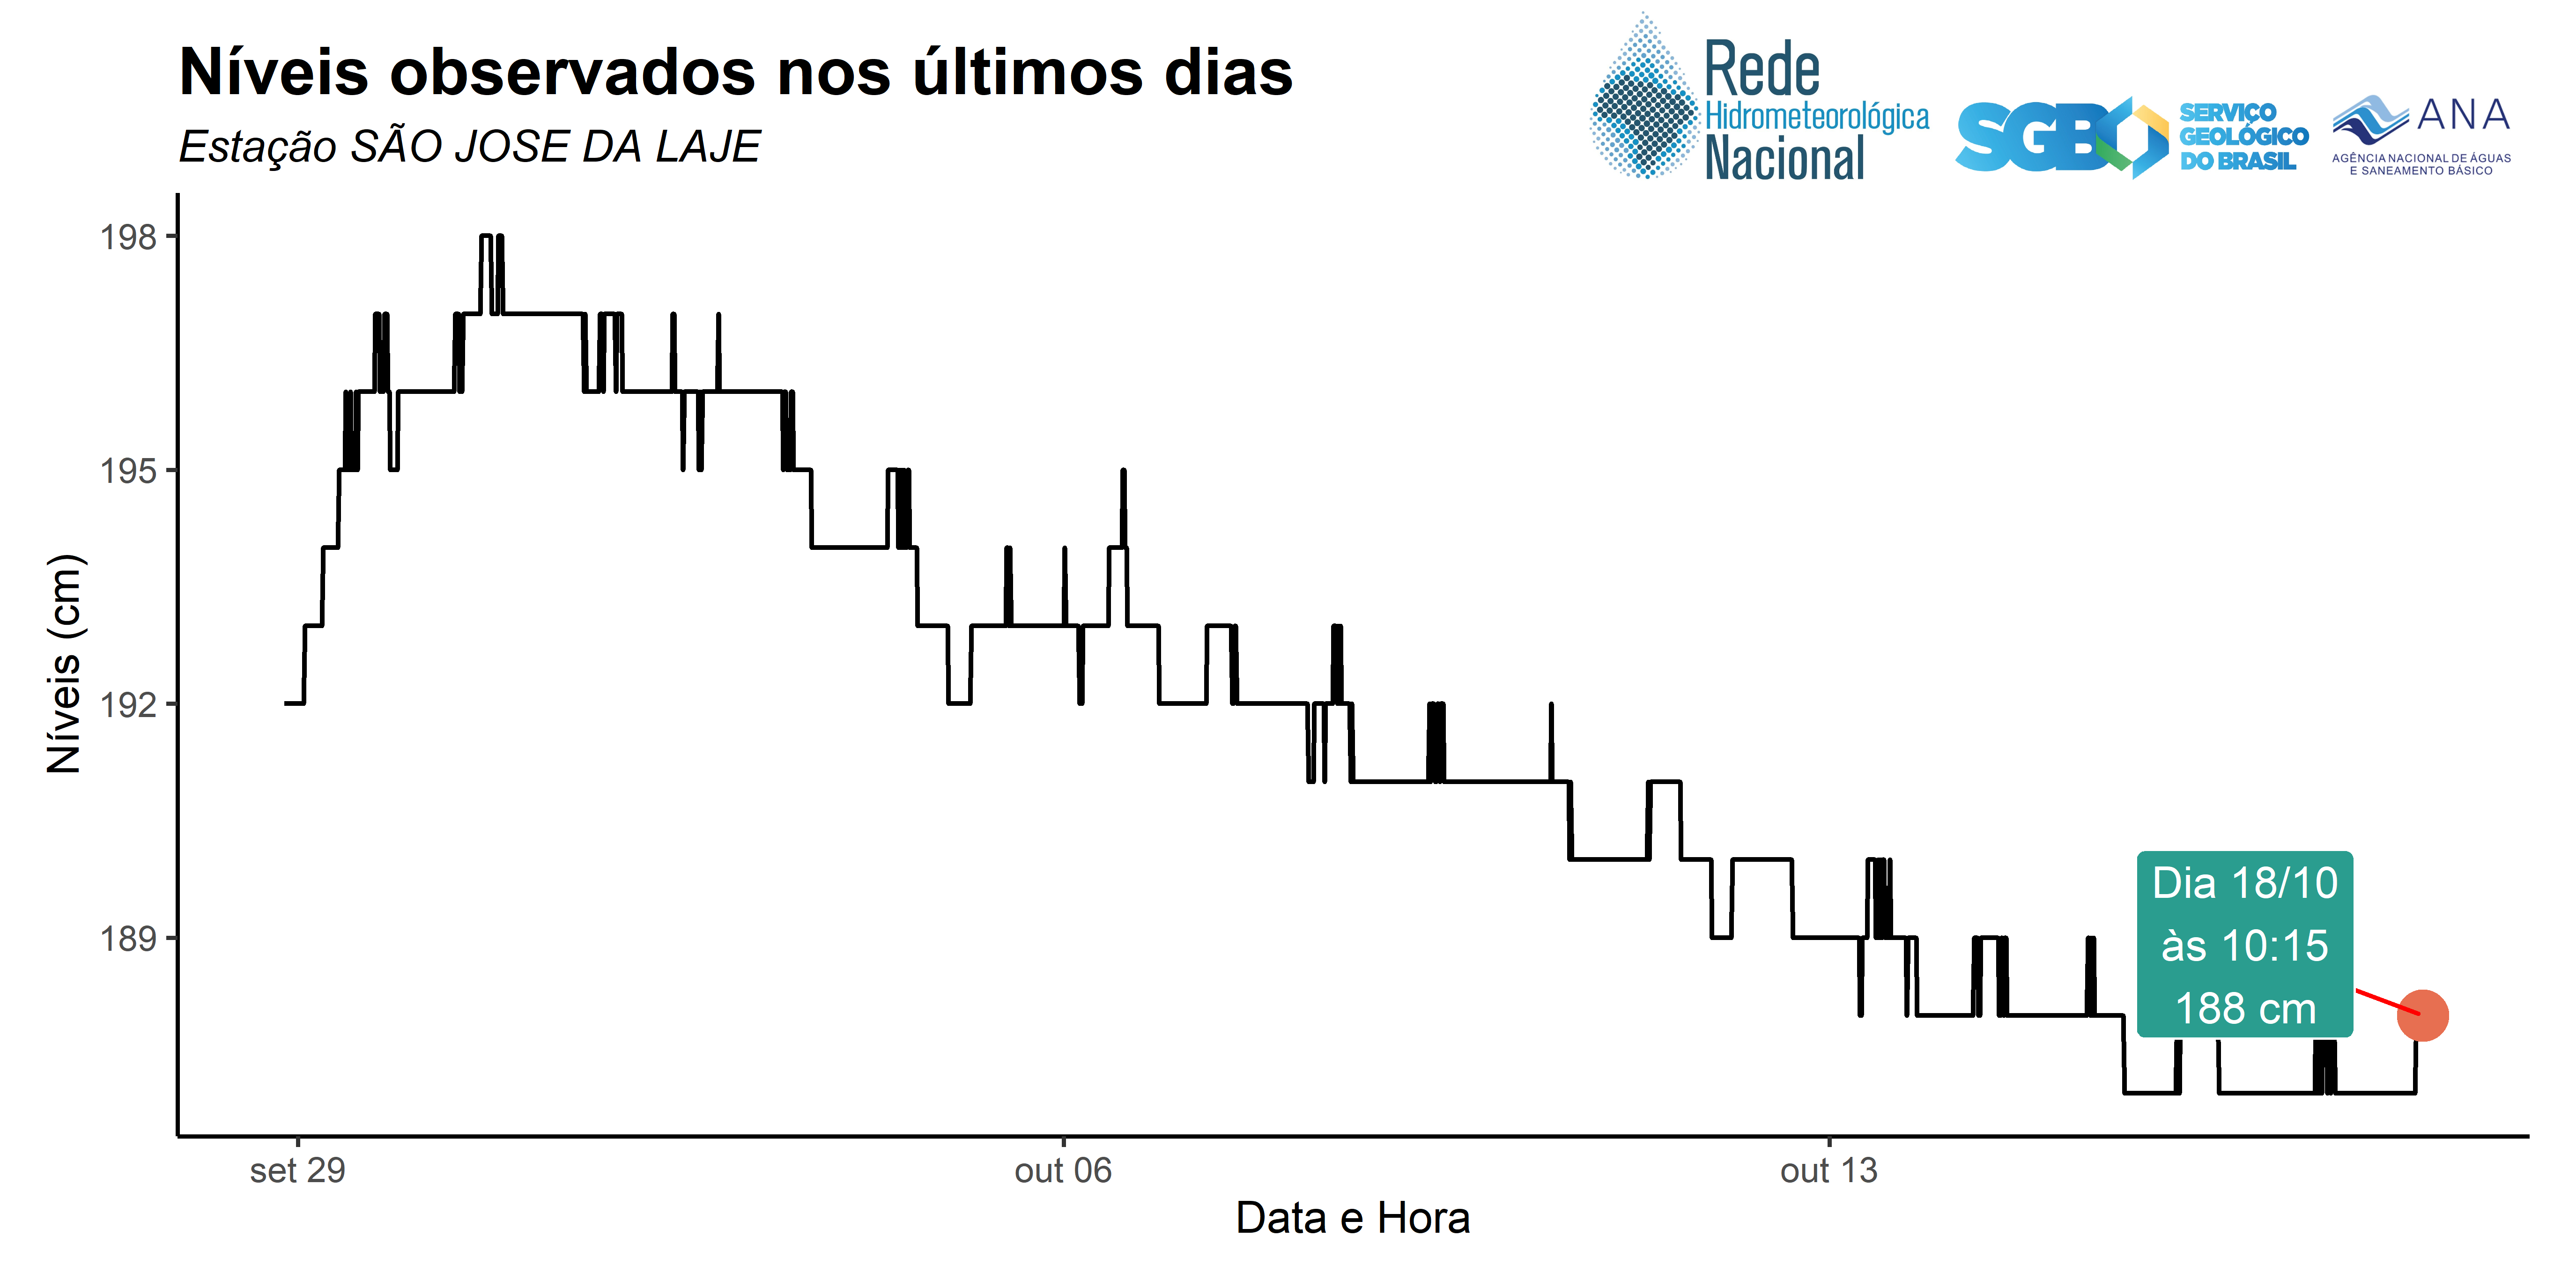 Níveis observados nos últimos dias
Estação SÃO JOSE DA LAJE
Rede
Hidrometeorológica
Nacional
SGB
SERVIÇO
GEOLÓGICO
DO BRASIL
ANA
AGÊNCIA NACIONAL DE ÁGUAS
E SANEAMENTO BÁSICO
198
195
192
189
Níveis (cm)
Dia 18/10
às 10:15
188 cm
set 29
out 06
out 13
Data e Hora